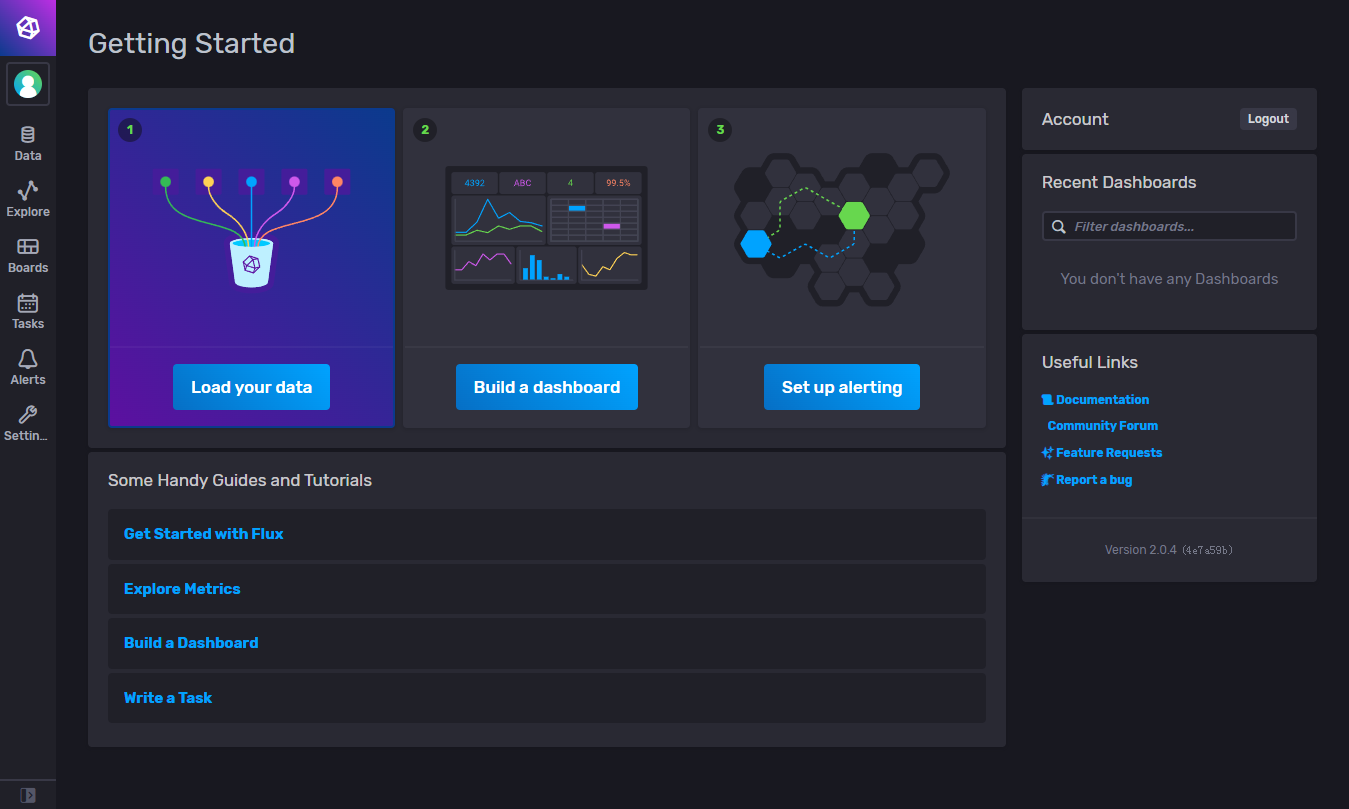 Getting Started
Data
Explore
Boards
Tasks
Alerts
Settin...
1
2
3
4392
ABC
4
99.5%
Load your data
Build a dashboard
Set up alerting
Some Handy Guides and Tutorials
Get Started with Flux
Explore Metrics
Build a Dashboard
Write a Task
Account
Logout
Recent Dashboards
Filter dashboards...
You don't have any Dashboards
Useful Links
Documentation
Community Forum
Feature Requests
Report a bug
Version 2.0.4 (4e7a59b)